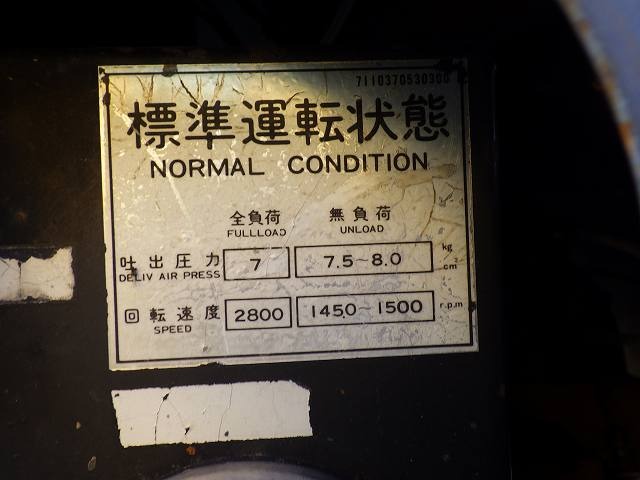 7110370530300
標準運転状態
NORMAL CONDITION
全負荷 無負荷
FULLLOAD UNLOAD
吐出圧力 7 7.5~8.0 kg/cm²
DELIV AIR PRESS
回転速度 2800 1450~1500 r.p.m
SPEED